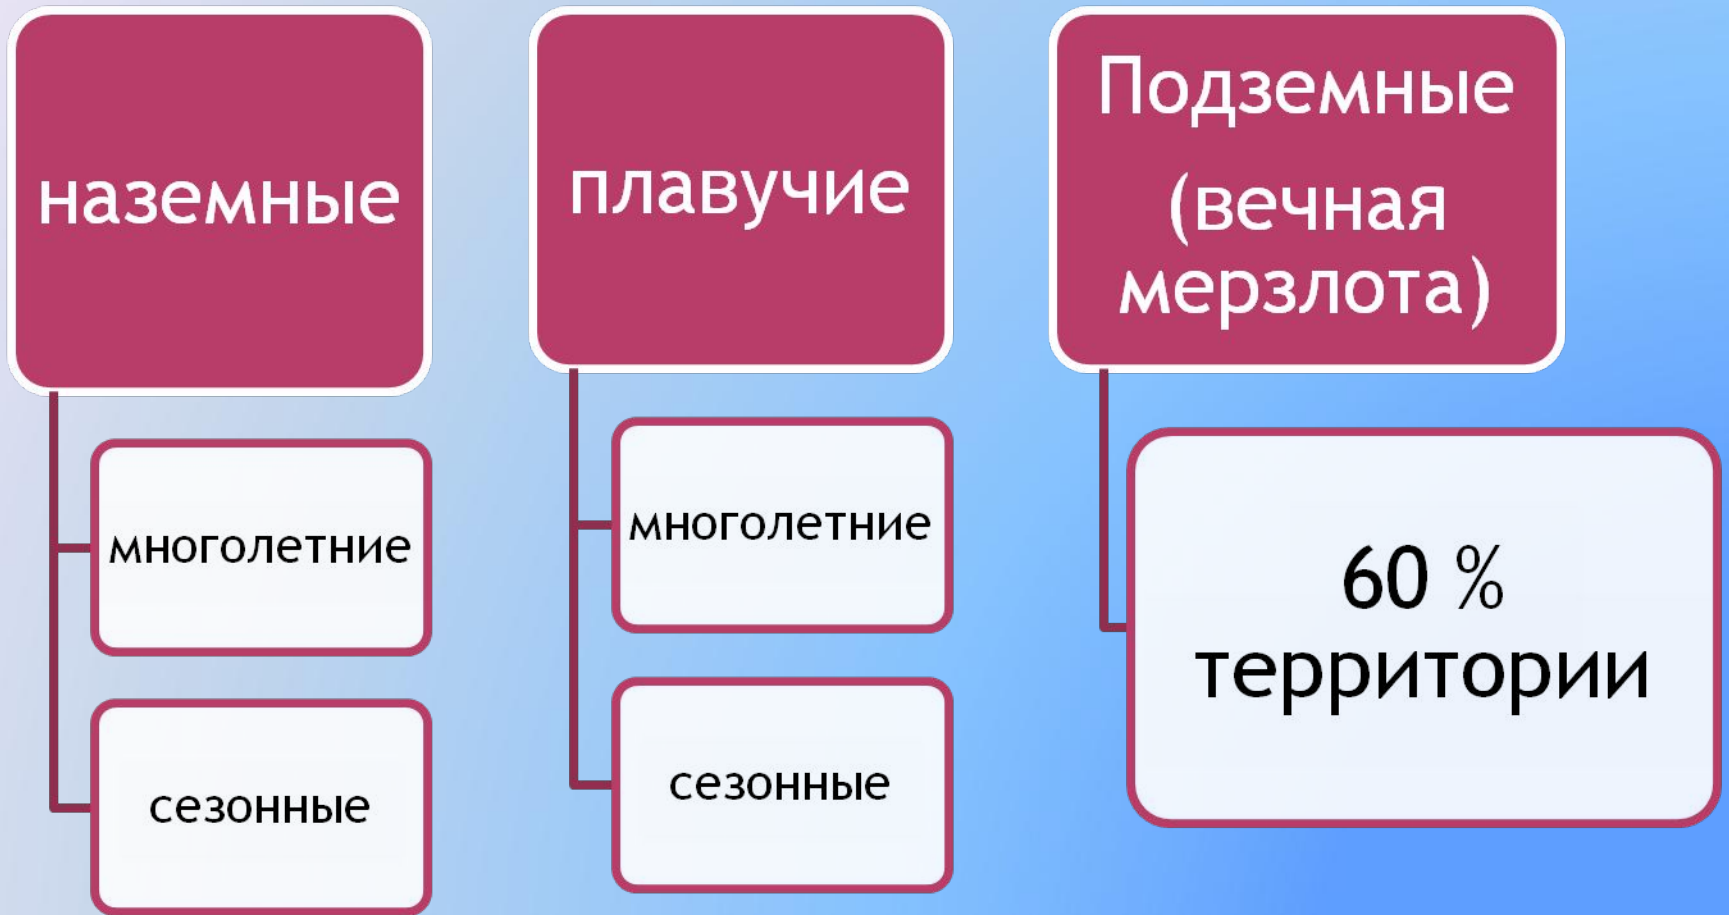 наземные
многолетние
сезонные
плавучие
многолетние
сезонные
Подземные
(вечная
мерзлота)
60 %
территории